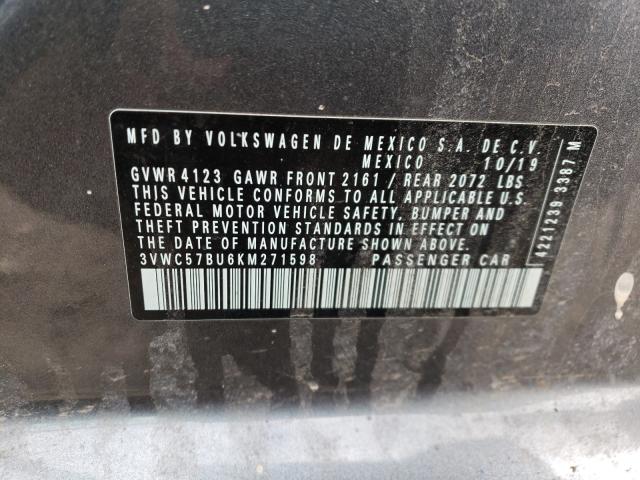 MFD BY VOLKSWAGEN DE MEXICO S.A. DE C.V.
MEXICO 10/19
GVWR 4123 GAWR FRONT 2161 / REAR 2072 LBS
THIS VEHICLE CONFORMS TO ALL APPLICABLE U.S.
FEDERAL MOTOR VEHICLE SAFETY, BUMPER AND
THEFT PREVENTION STANDARDS IN EFFECT ON
THE DATE OF MANUFACTURE SHOWN ABOVE.
3VWC57BU6KM271598 PASSENGER CAR
4221239 3387 M